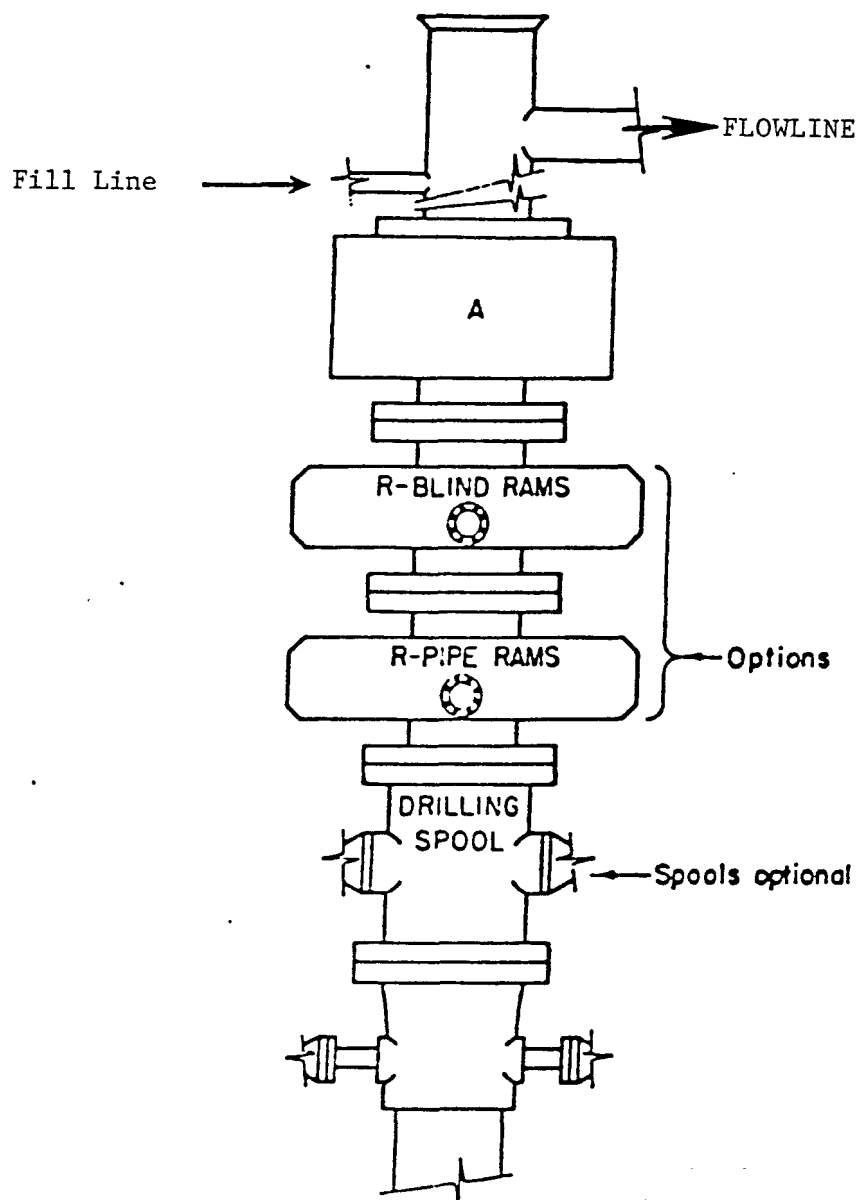 FLOWLINE
Fill Line
A
R-BLIND RAMS
R-PIPE RAMS
Options
DRILLING
SPOOL
Spools optional